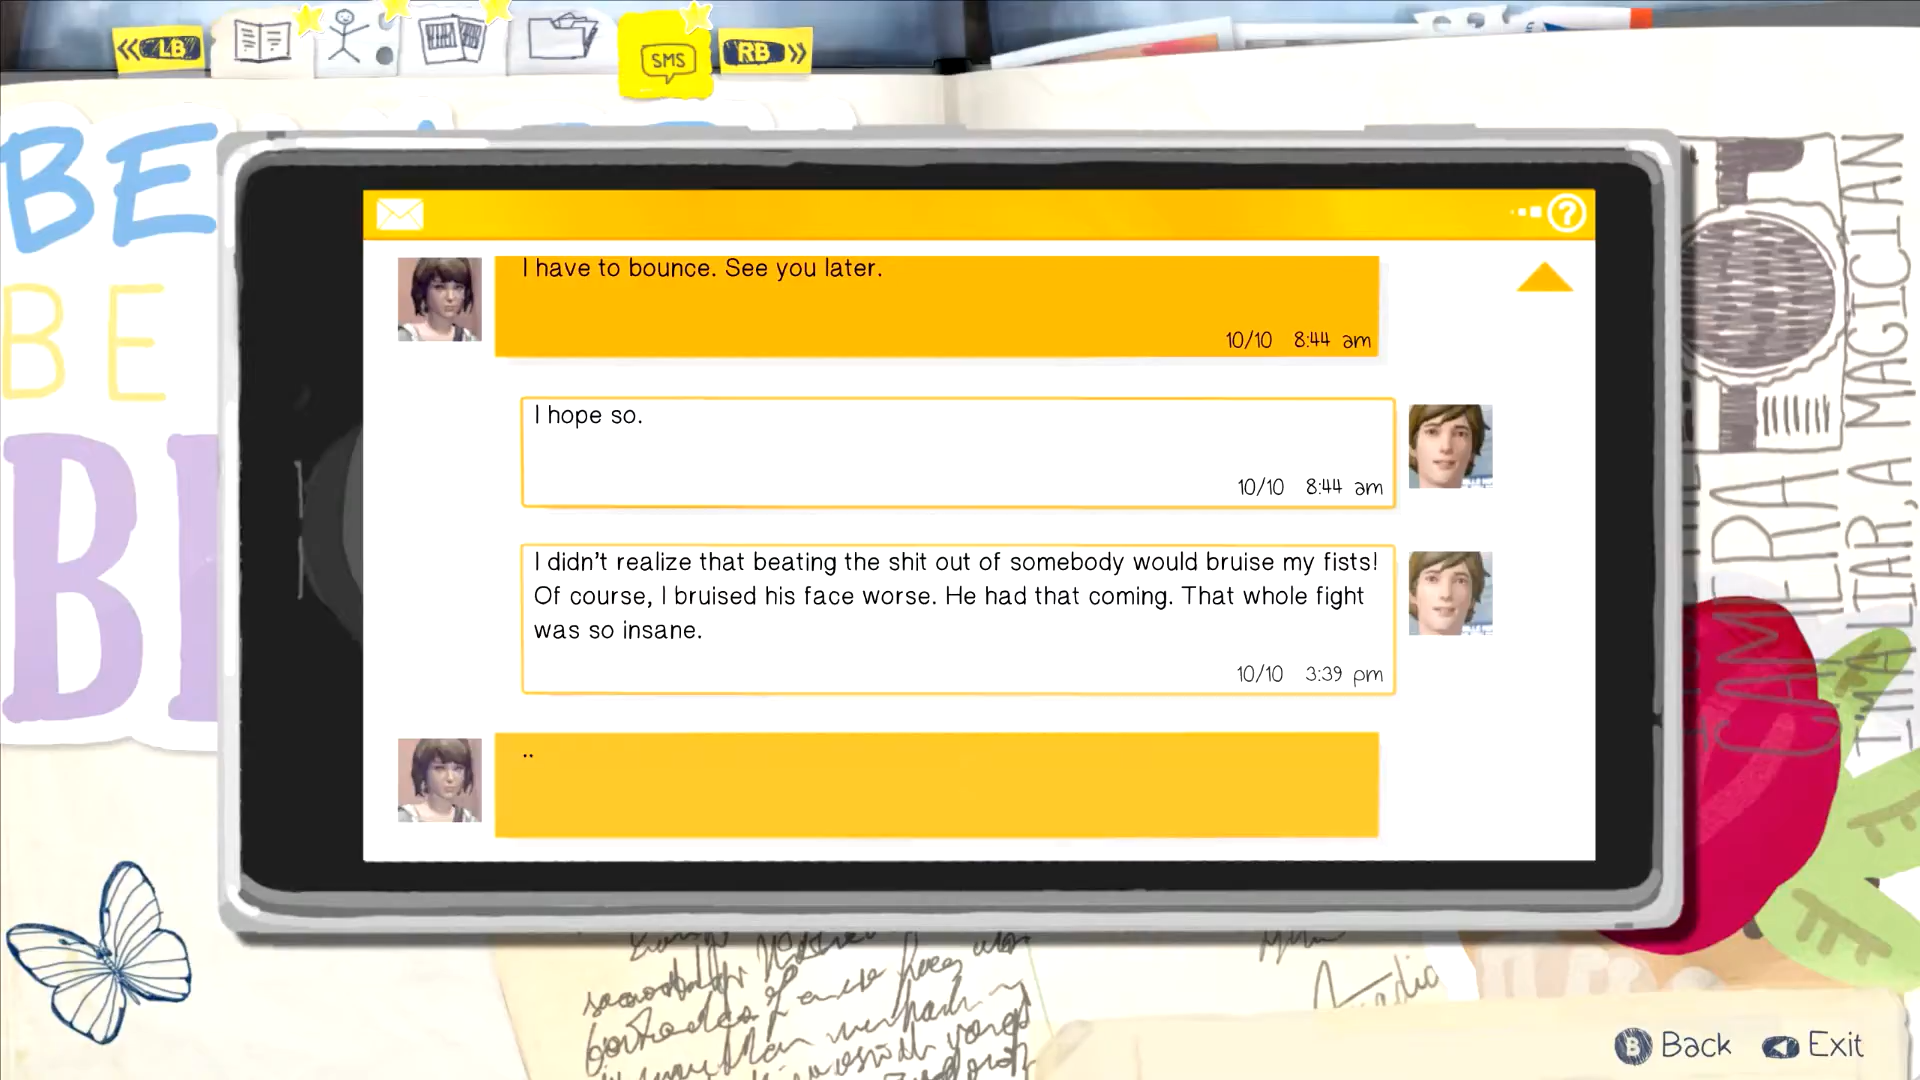 LB
SMS
RB
BE
BE
I have to bounce. See you later.
10/10 8:44 am
I hope so.
10/10 8:44 am
I didn't realize that beating the shit out of somebody would bruise my fists!
Of course, I bruised his face worse. He had that coming. That whole fight
was so insane.
10/10 3:39 pm
..
?
CAMERA
LIAR, A MAGICIAN
B Back
Exit